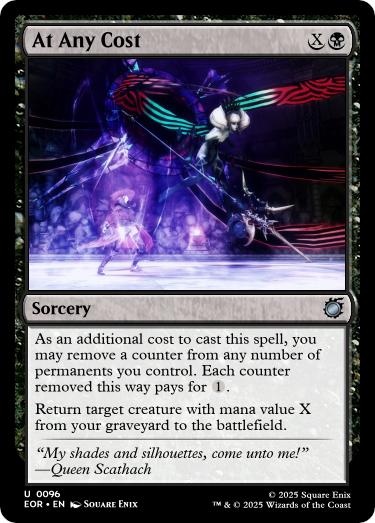 At Any Cost X
Sorcery
As an additional cost to cast this spell, you
may remove a counter from any number of
permanents you control. Each counter
removed this way pays for 1.
Return target creature with mana value X
from your graveyard to the battlefield.
“My shades and silhouettes, come unto me!”
—Queen Scathach
U 0096 © 2025 Square Enix
EOR • EN Square Enix ™ & © 2025 Wizards of the Coast